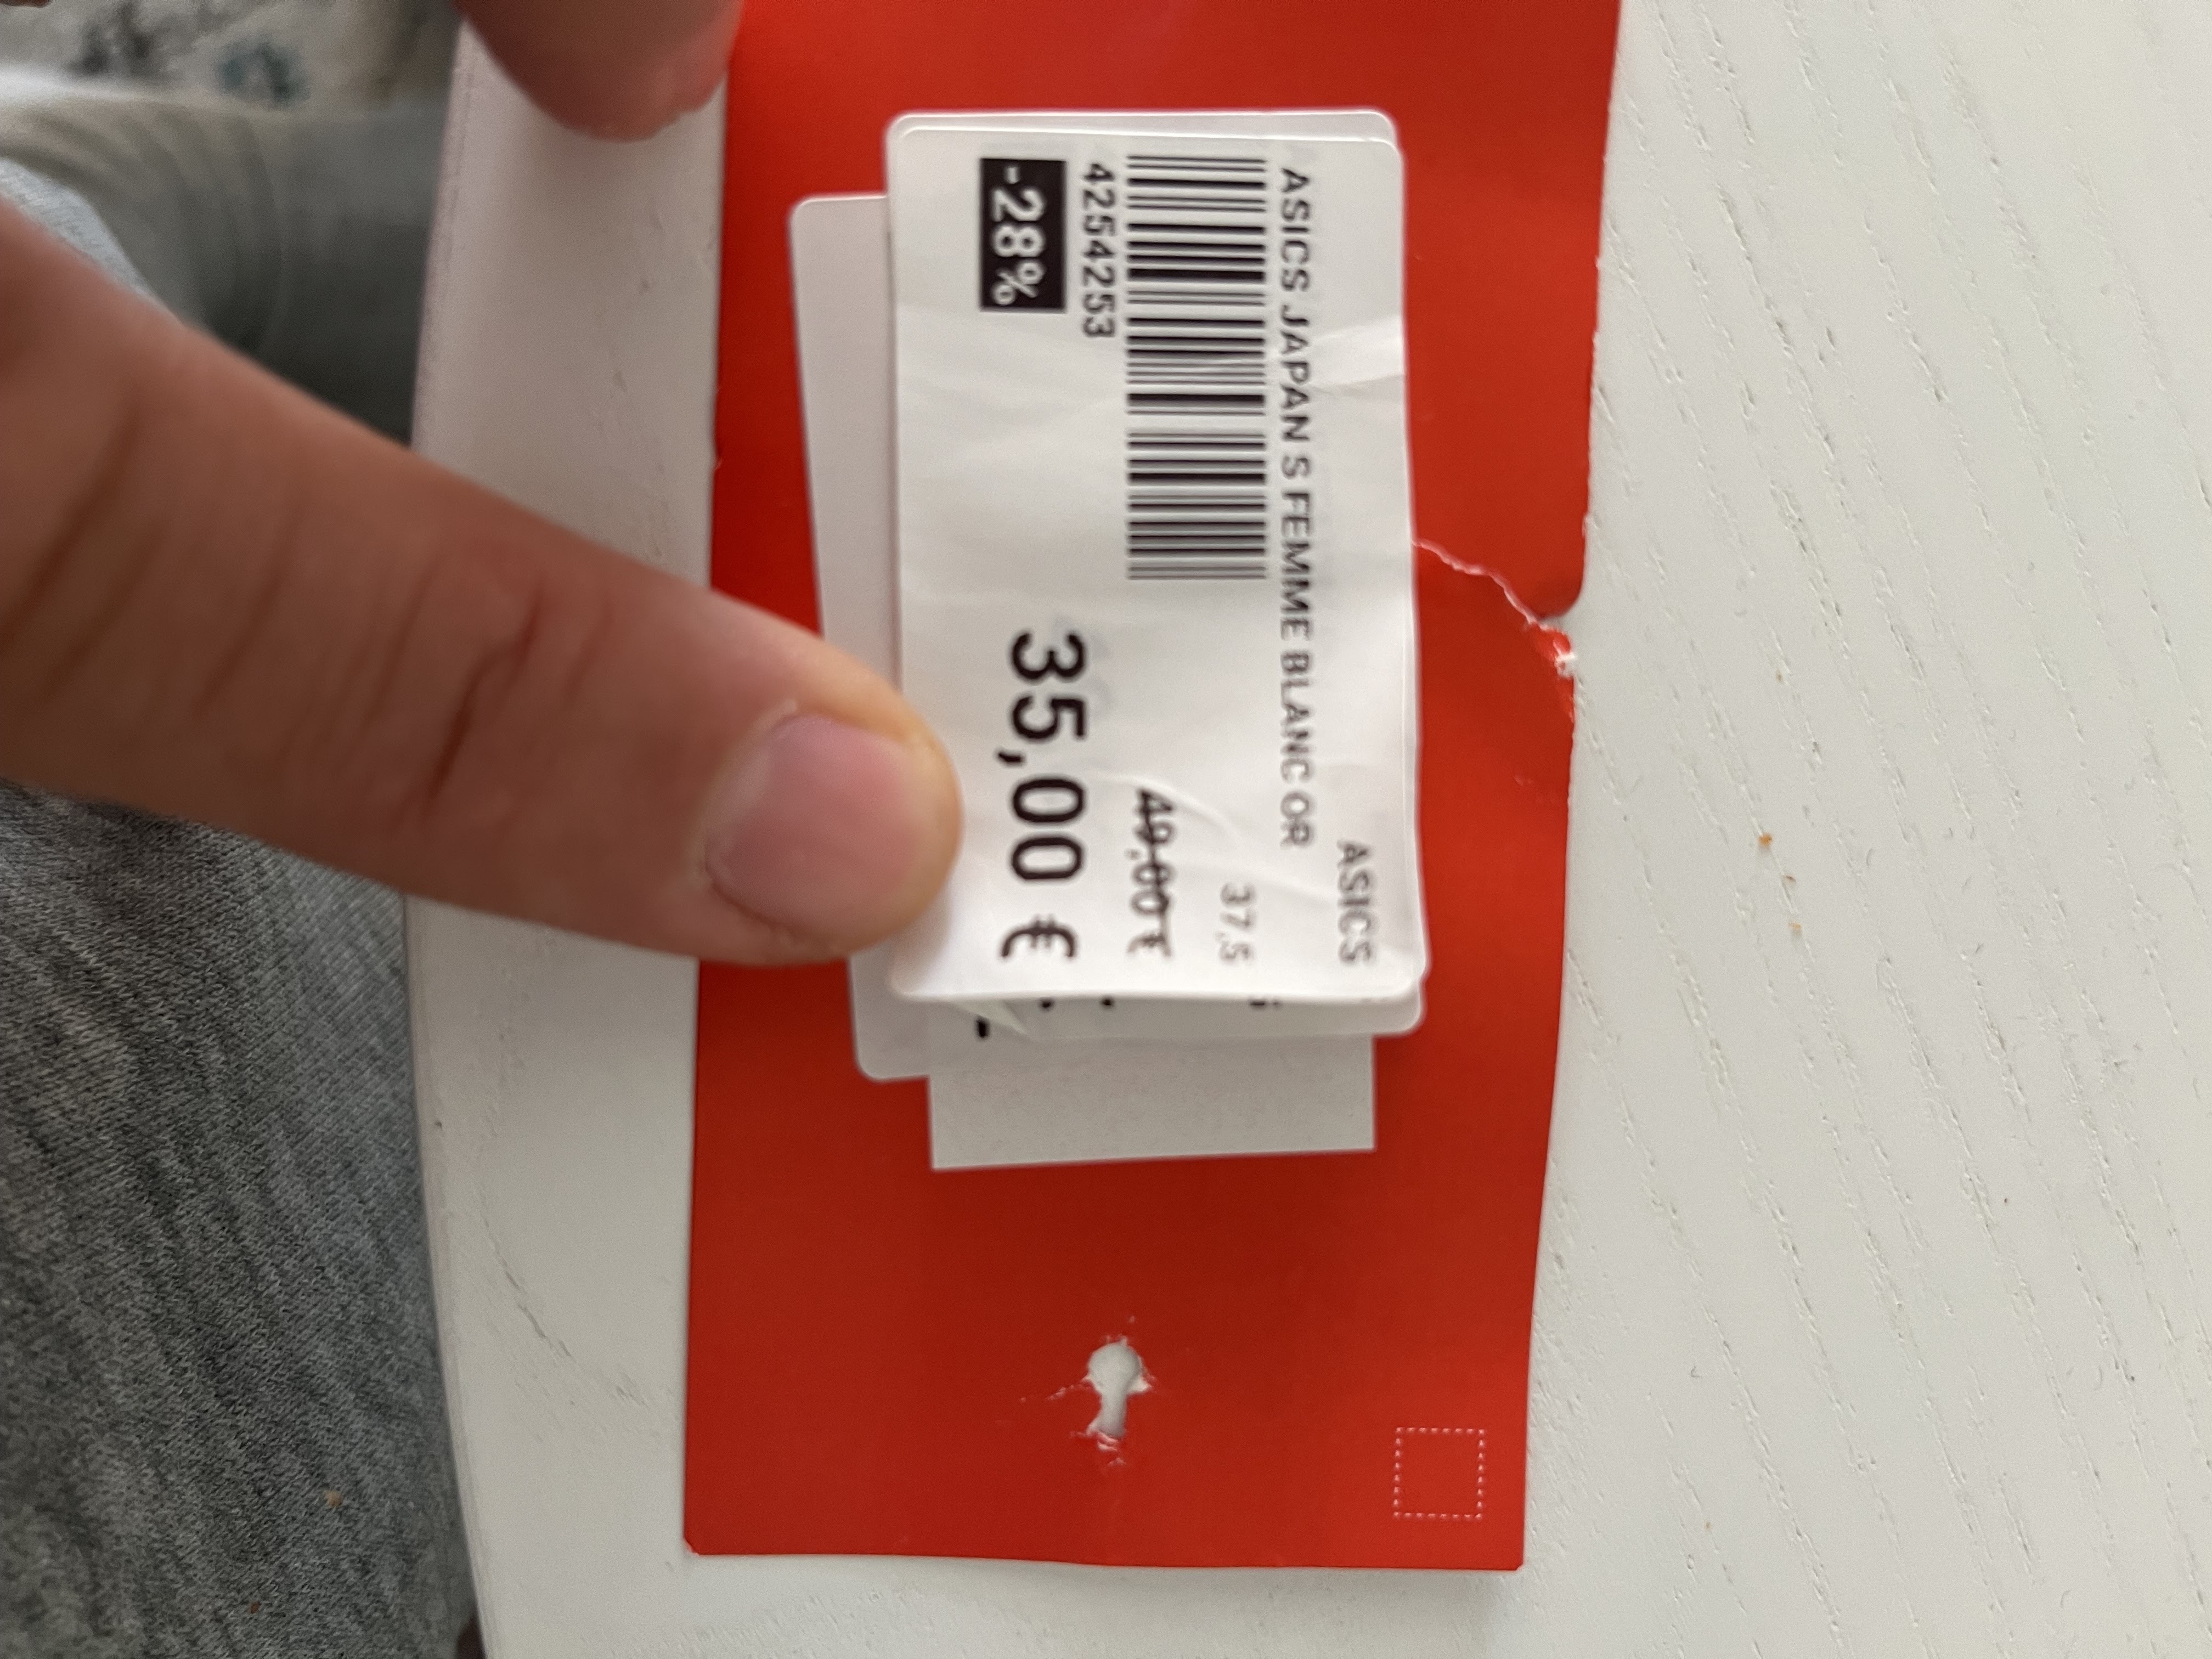 ASICS
ASICS JAPAN S FEMME BLANC OR
37,5
42542253
49,00 €
-28%
35,00 €